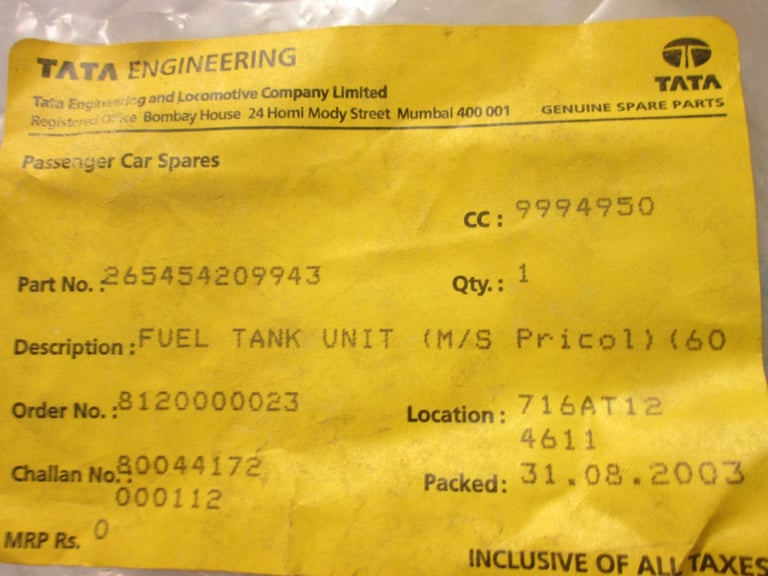 TATA ENGINEERING
TATA
Tata Engineering and Locomotive Company Limited
GENUINE SPARE PARTS
Registered Office Bombay House 24 Homi Mody Street Mumbai 400 001
Passenger Car Spares
CC : 9994950
Part No. : 265454209943 Qty. : 1
Description : FUEL TANK UNIT (M/S Pricol)(60
Order No. : 8120000023 Location : 716AT12
4611
Challan No. : 80044172 Packed : 31.08.2003
000112
MRP Rs. 0
INCLUSIVE OF ALL TAXES